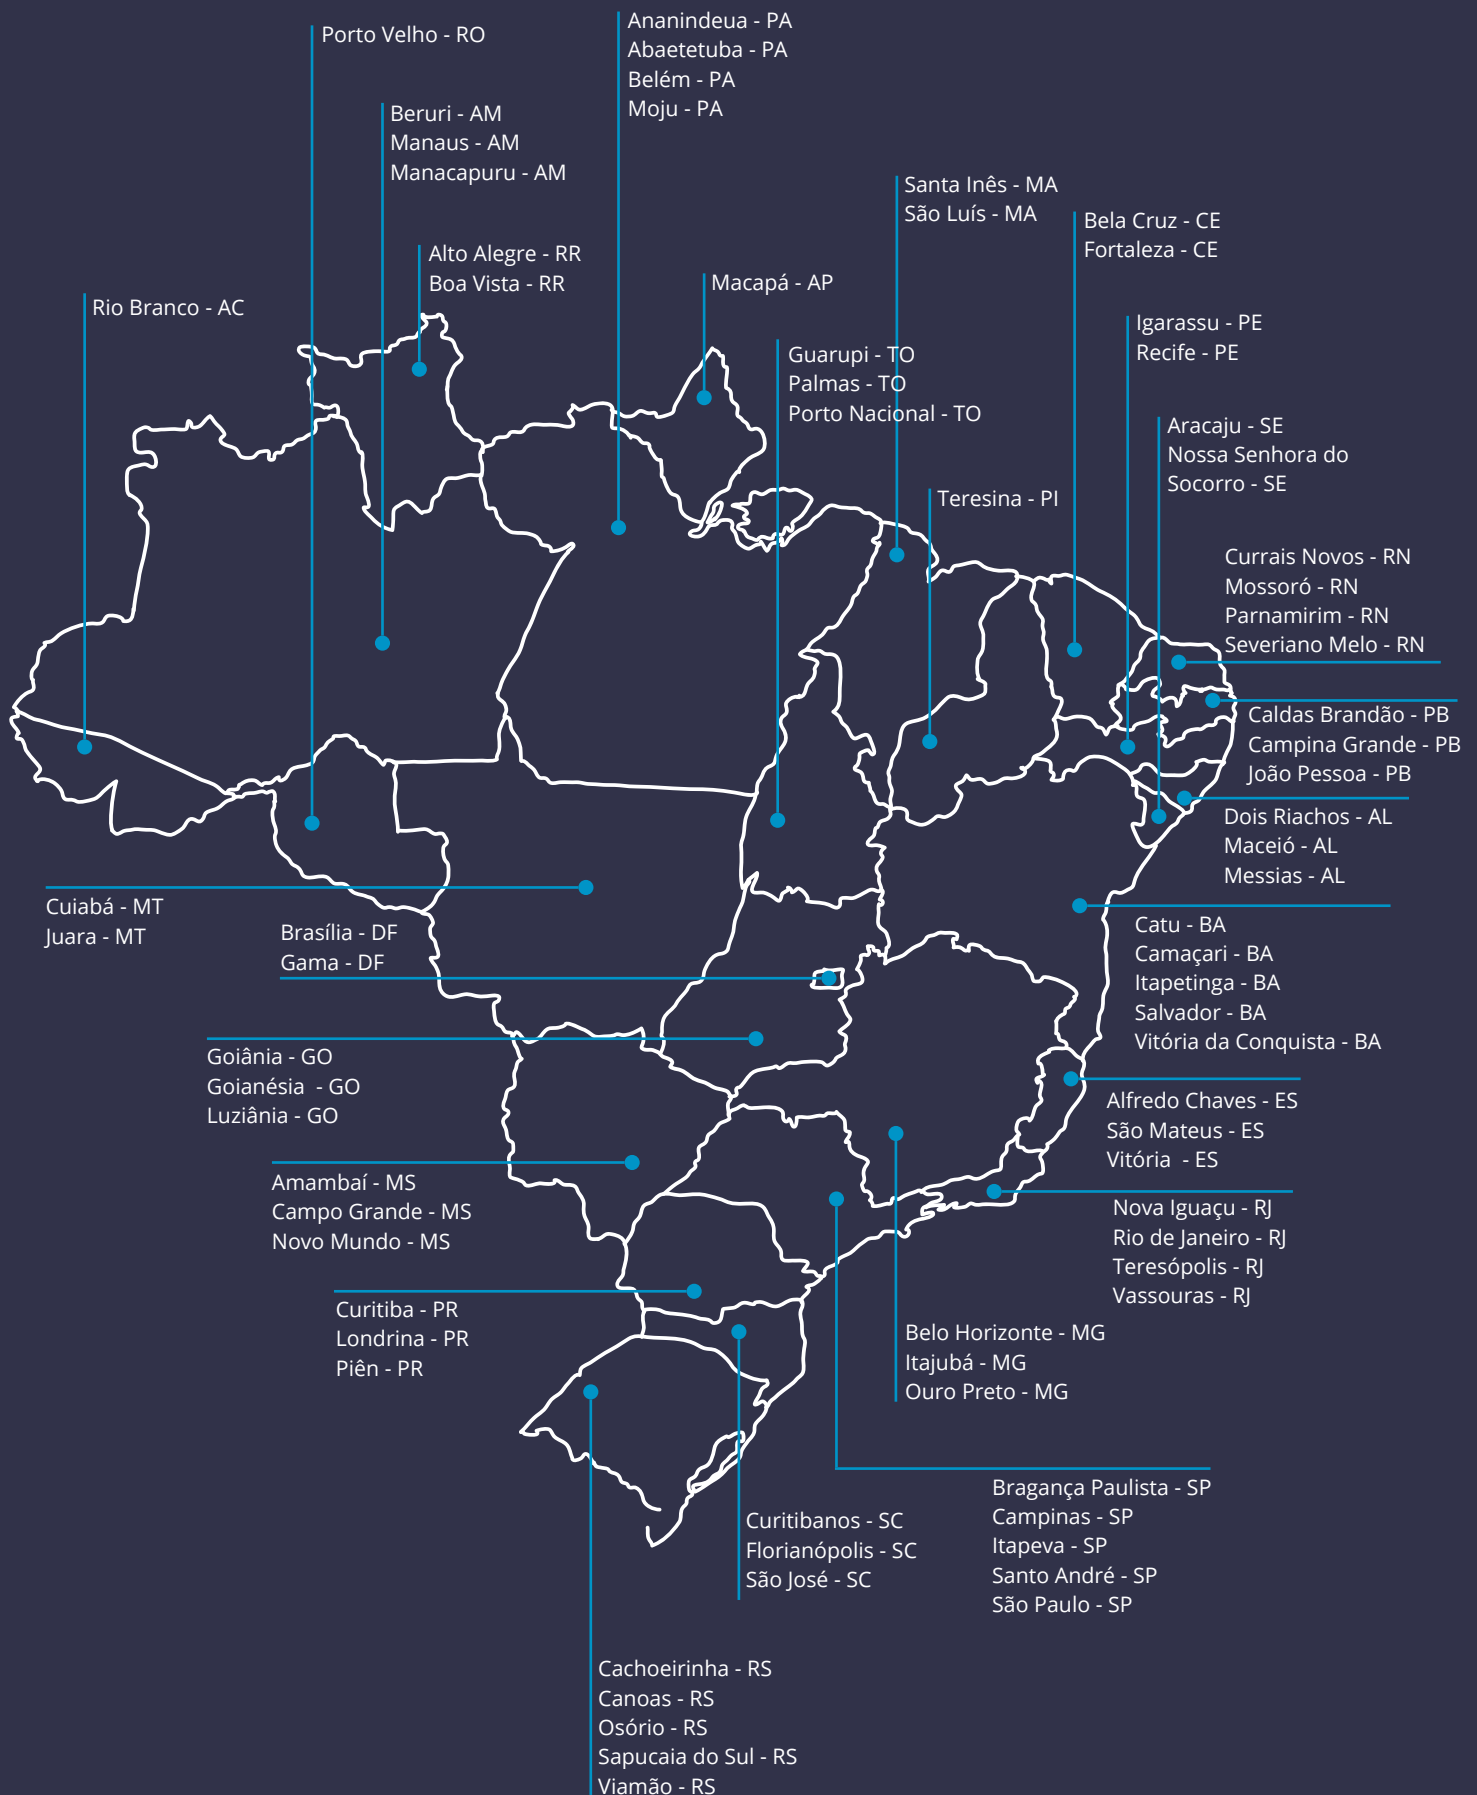 Porto Velho - RO
Ananindeua - PA
Abaetetuba - PA
Belém - PA
Moju - PA
Beruri - AM
Manaus - AM
Manacapuru - AM
Santa Inês - MA
São Luís - MA
Bela Cruz - CE
Fortaleza - CE
Alto Alegre - RR
Boa Vista - RR
Macapá - AP
Rio Branco - AC
Igarassu - PE
Recife - PE
Guarupi - TO
Palmas - TO
Porto Nacional - TO
Aracaju - SE
Nossa Senhora do
Socorro - SE
Teresina - PI
Currais Novos - RN
Mossoró - RN
Parnamirim - RN
Severiano Melo - RN
Caldas Brandão - PB
Campina Grande - PB
João Pessoa - PB
Dois Riachos - AL
Maceió - AL
Messias - AL
Cuiabá - MT
Juara - MT
Brasília - DF
Gama - DF
Catu - BA
Camaçari - BA
Itapetinga - BA
Salvador - BA
Vitória da Conquista - BA
Goiânia - GO
Goianésia  - GO
Luziânia - GO
Alfredo Chaves - ES
São Mateus - ES
Vitória  - ES
Amambaí - MS
Campo Grande - MS
Novo Mundo - MS
Nova Iguaçu - RJ
Rio de Janeiro - RJ
Teresópolis - RJ
Vassouras - RJ
Curitiba - PR
Londrina - PR
Piên - PR
Belo Horizonte - MG
Itajubá - MG
Ouro Preto - MG
Bragança Paulista - SP
Campinas - SP
Itapeva - SP
Santo André - SP
São Paulo - SP
Curitibanos - SC
Florianópolis - SC
São José - SC
Cachoeirinha - RS
Canoas - RS
Osório - RS
Sapucaia do Sul - RS
Viamão - RS